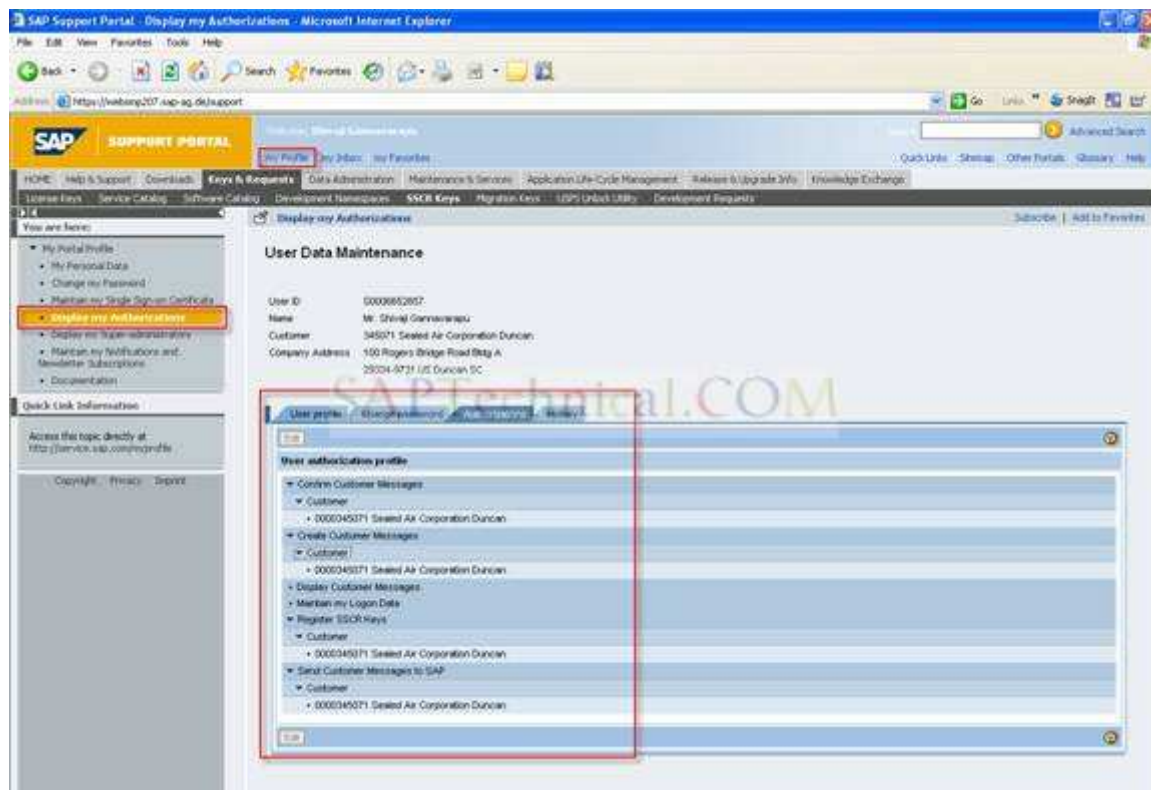 SAP Support Portal - Display my Authorizations - Microsoft Internet Explorer
File Edit View Favorites Tools Help
Back Search Favorites
Address https://websmp207.sap-ag.de/support Go Links SnagIt
SAP SUPPORT PORTAL
Advanced Search
my Profile my Inbox my Favorites Quick Links Sitemap Other Portals Glossary Help
HOME Help & Support Downloads Keys & Requests Data Administration Maintenance & Services Application Life-Cycle Management Release & Upgrade Info Knowledge Exchange
License Keys Service Catalog Software Catalog Development Namespaces SSCR Keys Migration Keys Development Requests
You are here:
Display my Authorizations
Subscribe | Add to Favorites
My Portal Profile
My Personal Data
Change my Password
Maintain my Single Sign-on Certificate
Display my Authorizations
Display my Super-administrators
Maintain my Notifications and Newsletter Subscriptions
Documentation
Quick Link Information
Access this topic directly at
http://service.sap.com/myprofile
Copyright Privacy Imprint
User Data Maintenance
User ID
Name Mr. Shivaji
Customer 345071 Sealed Air Corporation Duncan
Company Address 100 Rogers Bridge Road Bldg A
29334-9731 US Duncan SC
SAPTechnical.COM
User profile Authorizations History
Edit
User authorization profile
Confirm Customer Messages
Customer
0000345071 Sealed Air Corporation Duncan
Create Customer Messages
Customer
0000345071 Sealed Air Corporation Duncan
Display Customer Messages
Maintain my Logon Data
Register SSCR Keys
Customer
0000345071 Sealed Air Corporation Duncan
Send Customer Messages to SAP
Customer
0000345071 Sealed Air Corporation Duncan
Edit